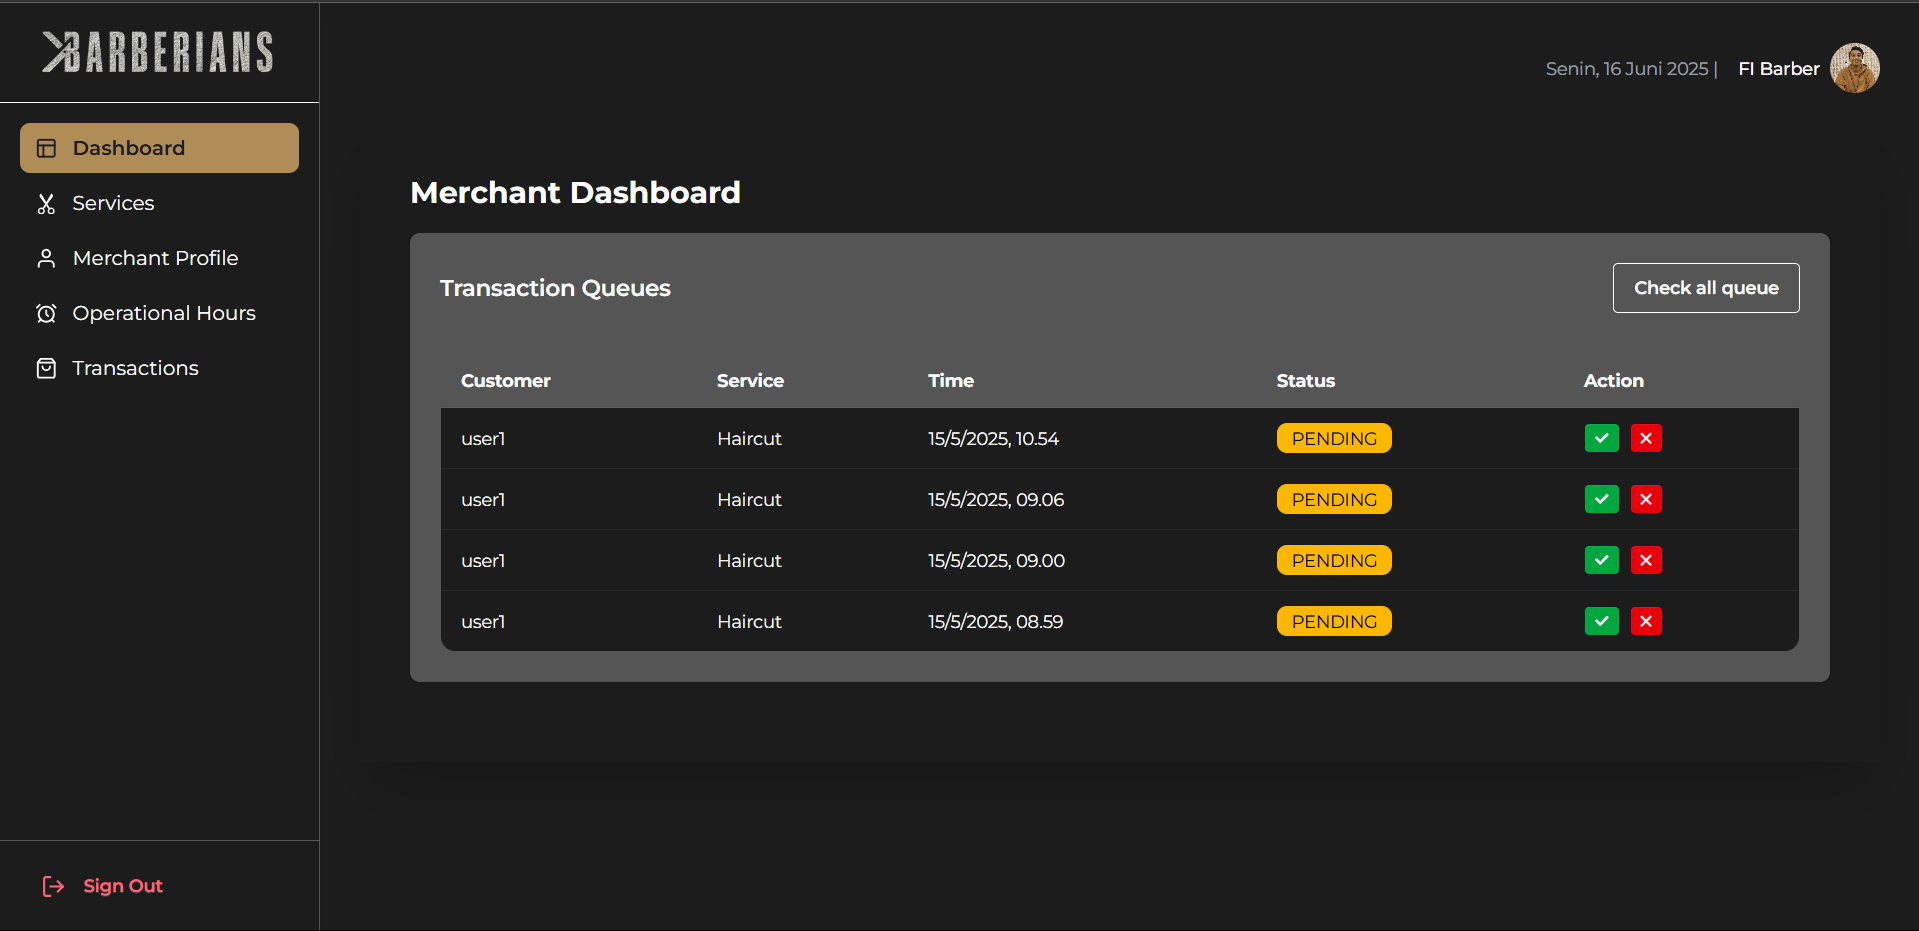 BARBERIANS
Senin, 16 Juni 2025 | FI Barber
Dashboard
Services
Merchant Profile
Operational Hours
Transactions
Sign Out
Merchant Dashboard
Transaction Queues
Check all queue
Customer Service Time Status Action
user1 Haircut 15/5/2025, 10.54 PENDING
user1 Haircut 15/5/2025, 09.06 PENDING
user1 Haircut 15/5/2025, 09.00 PENDING
user1 Haircut 15/5/2025, 08.59 PENDING